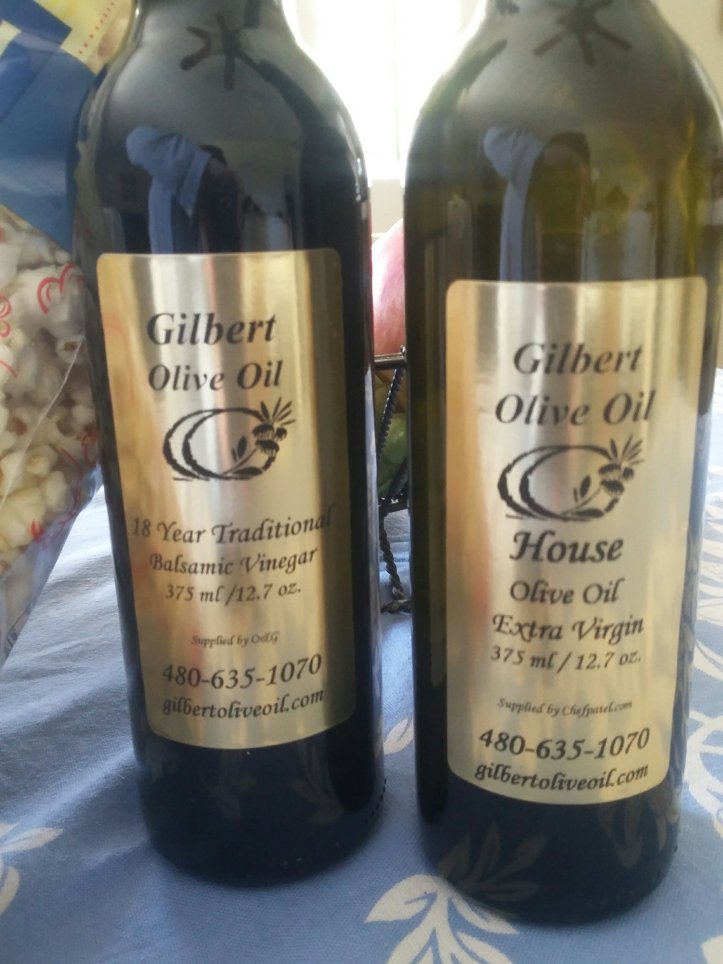 Gilbert
Olive Oil
18 Year Traditional
Balsamic Vinegar
375 ml /12.7 oz.
Supplied by
480-635-1070
gilbertoliveoil.com
Gilbert
Olive Oil
House
Olive Oil
Extra Virgin
375 ml / 12.7 oz.
Supplied by Chefpatel.com
480-635-1070
gilbertoliveoil.com